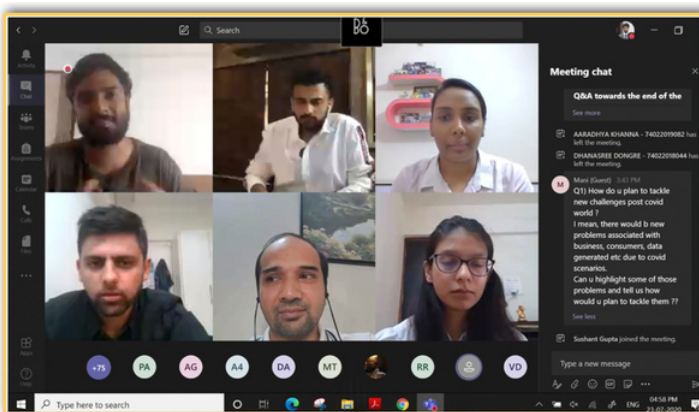 Search
Activity
Chat
Teams
Assignments
Calendar
Calls
Files
Apps
Help
Meeting chat
Q&A towards the end of the
See more
AARADHYA KHANNA - 74022019082 has
left the meeting.
DHANASREE DONGRE - 74022018044 has
left the meeting.
M
Mani (Guest) 3:43 PM
Q1) How do u plan to tackle
new challenges post covid
world ?
I mean, there would b new
problems associated with
business, consumers, data
generated etc due to covid
scenarios.
Can u highlight some of those
problems and tell us how
would u plan to tackle them ??
See less
Sushant Gupta joined the meeting.
+75
PA
AG
A4
DA
MT
RR
VD
Type a new message
Type here to search
ENG
04:58 PM
23-07-2020